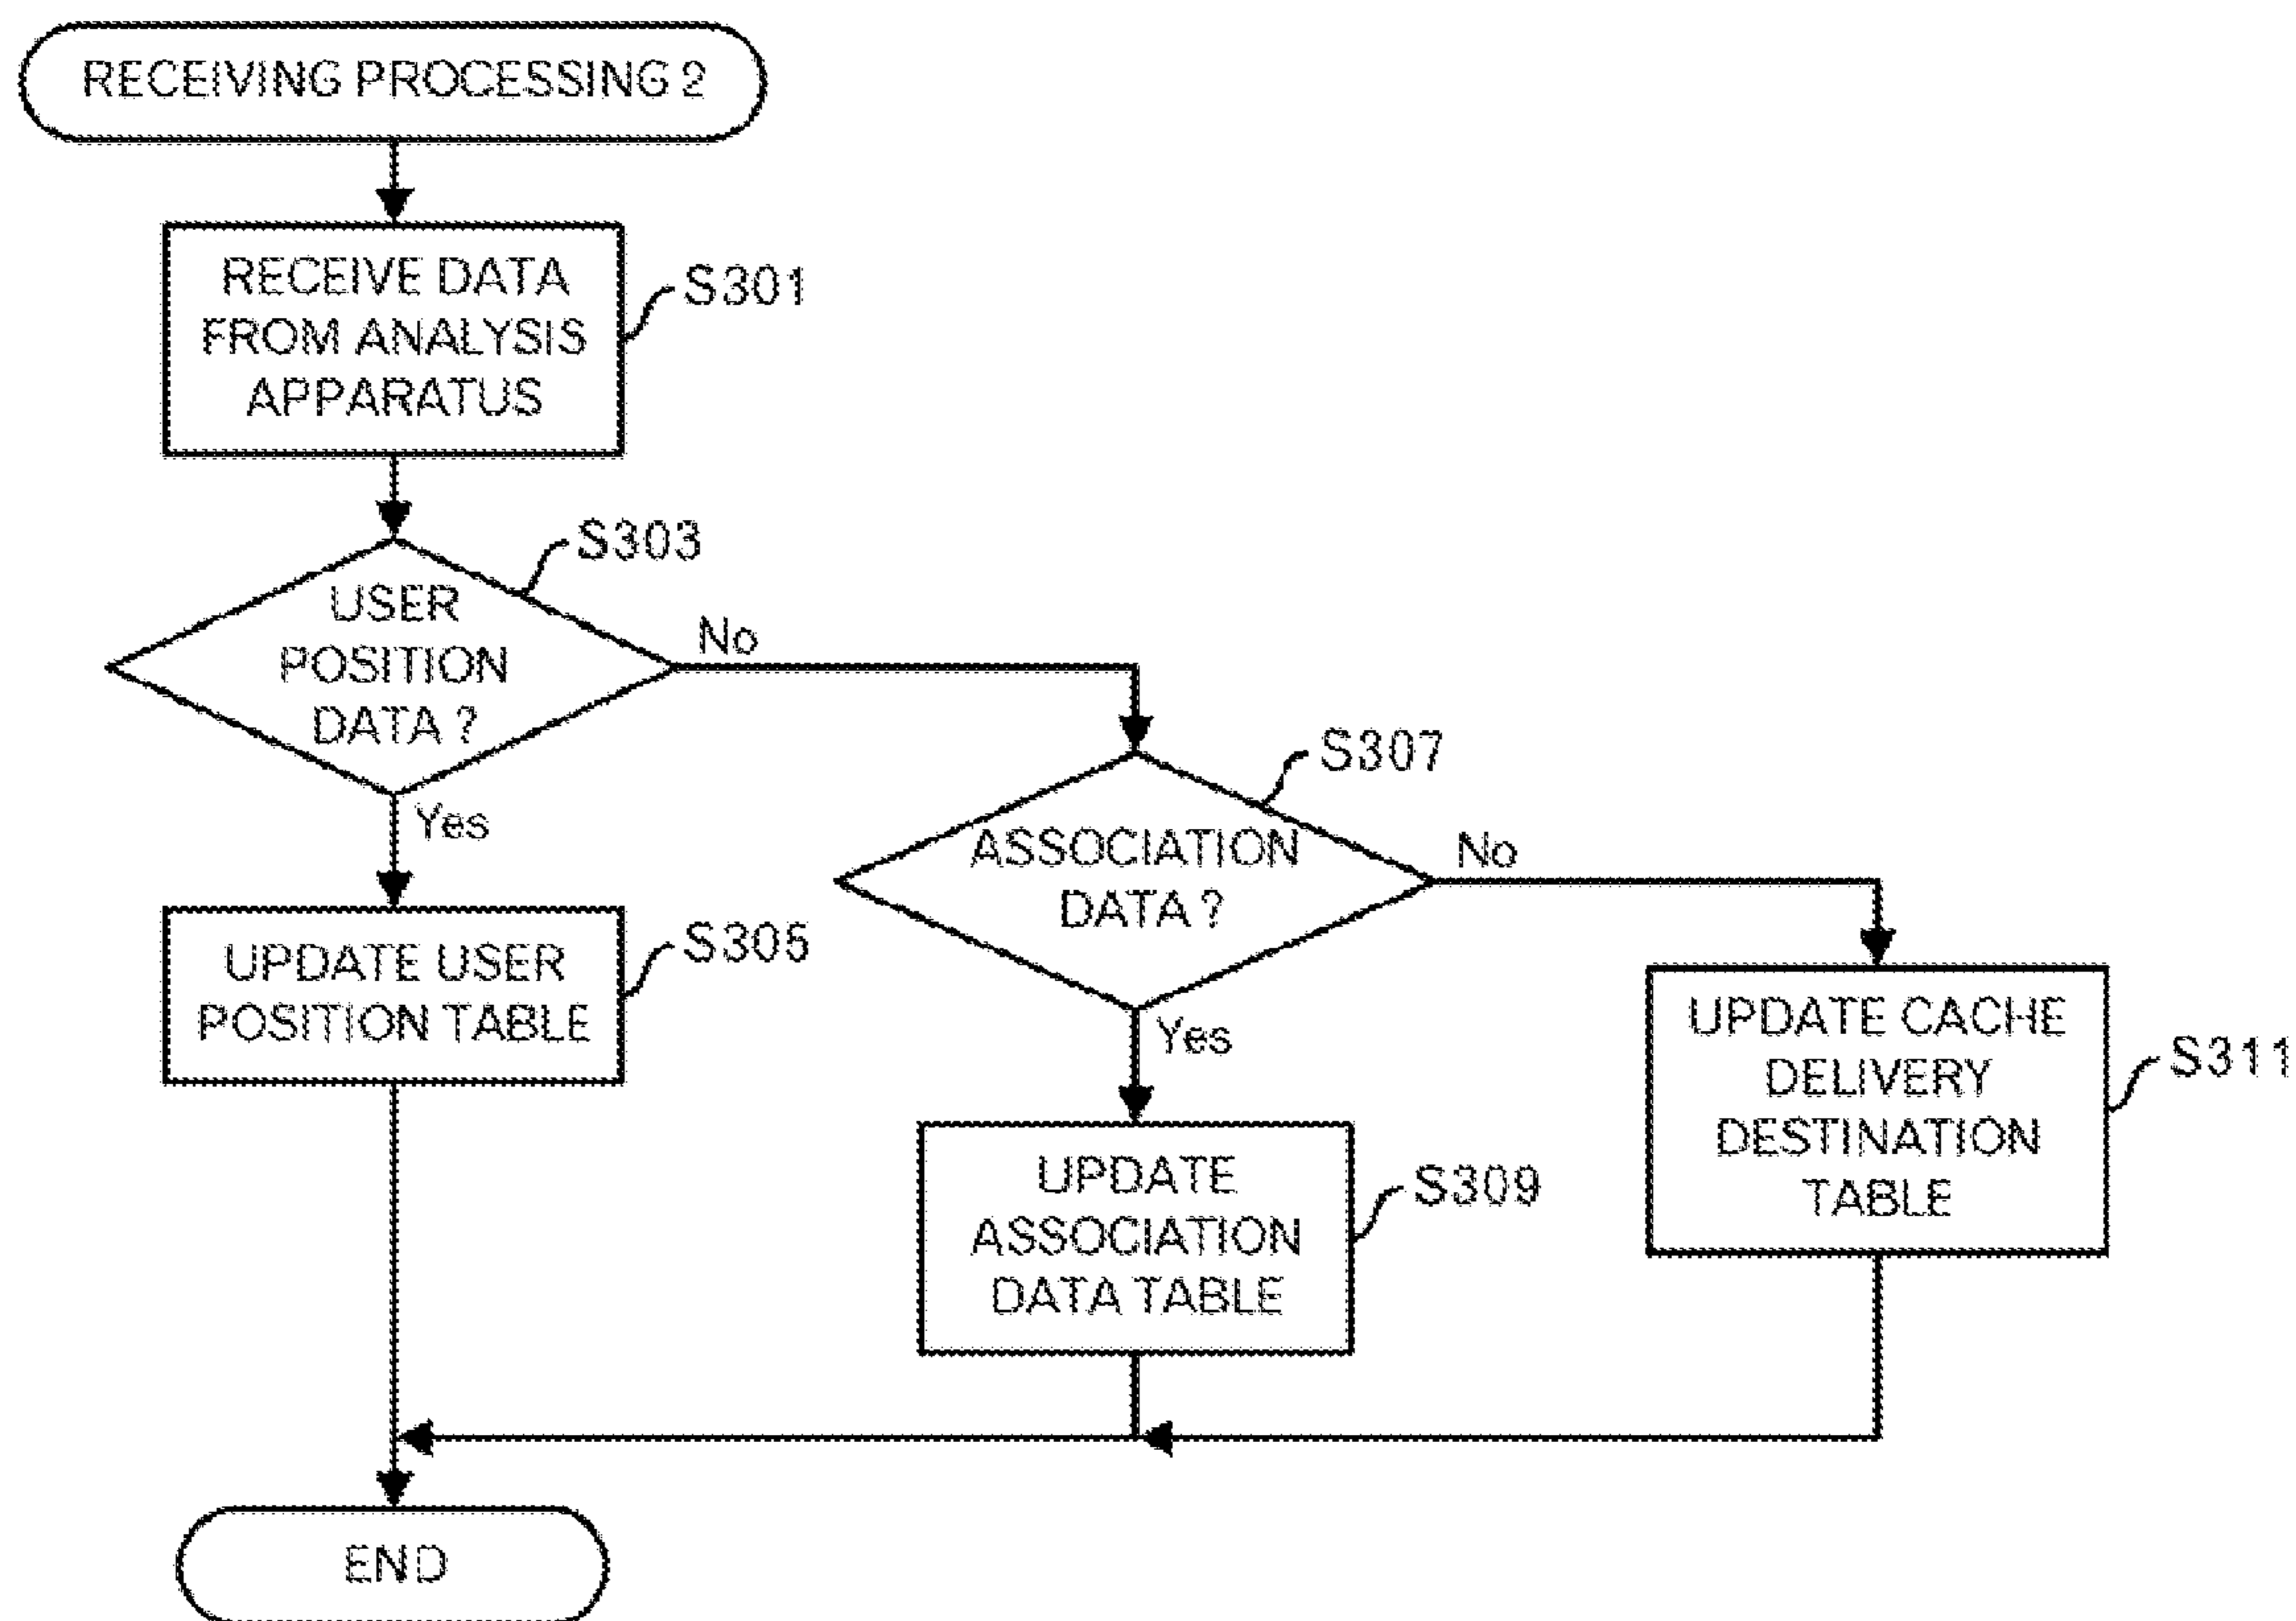 RECEIVING PROCESSING 2
RECEIVE DATA
FROM ANALYSIS
APPARATUS
S301
S303
USER
POSITION
DATA ?
No
Yes
S307
ASSOCIATION
DATA ?
No
Yes
UPDATE USER
POSITION TABLE
S305
UPDATE CACHE
DELIVERY
DESTINATION
TABLE
S311
UPDATE
ASSOCIATION
DATA TABLE
S309
END